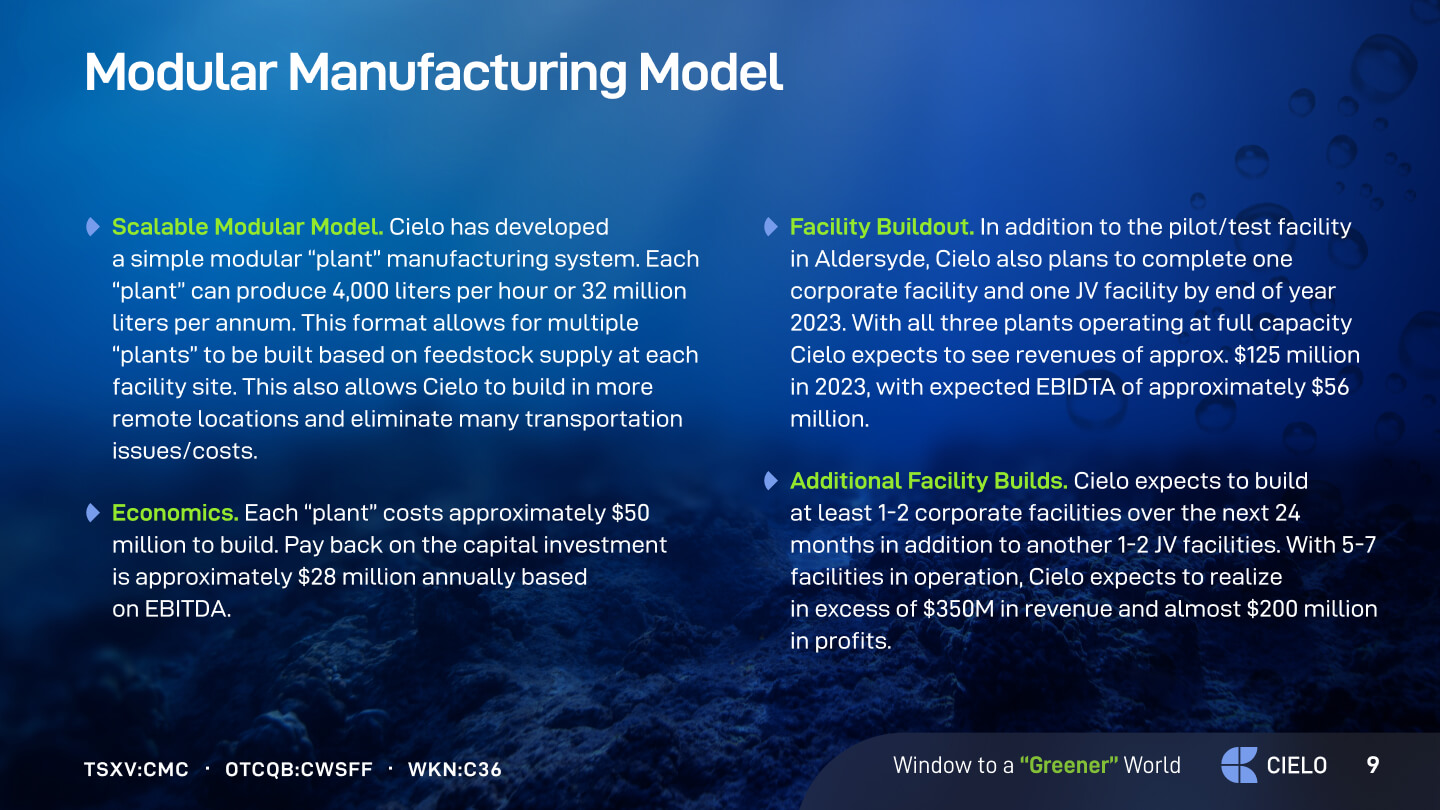 Modular Manufacturing Model
Scalable Modular Model. Cielo has developed
a simple modular “plant” manufacturing system. Each
“plant” can produce 4,000 liters per hour or 32 million
liters per annum. This format allows for multiple
“plants” to be built based on feedstock supply at each
facility site. This also allows Cielo to build in more
remote locations and eliminate many transportation
issues/costs.
Economics. Each “plant” costs approximately $50
million to build. Pay back on the capital investment
is approximately $28 million annually based
on EBITDA.
Facility Buildout. In addition to the pilot/test facility
in Aldersyde, Cielo also plans to complete one
corporate facility and one JV facility by end of year
2023. With all three plants operating at full capacity
Cielo expects to see revenues of approx. $125 million
in 2023, with expected EBIDTA of approximately $56
million.
Additional Facility Builds. Cielo expects to build
at least 1-2 corporate facilities over the next 24
months in addition to another 1-2 JV facilities. With 5-7
facilities in operation, Cielo expects to realize
in excess of $350M in revenue and almost $200 million
in profits.
TSXV:CMC · OTCQB:CWSFF · WKN:C36
Window to a “Greener” World CIELO 9